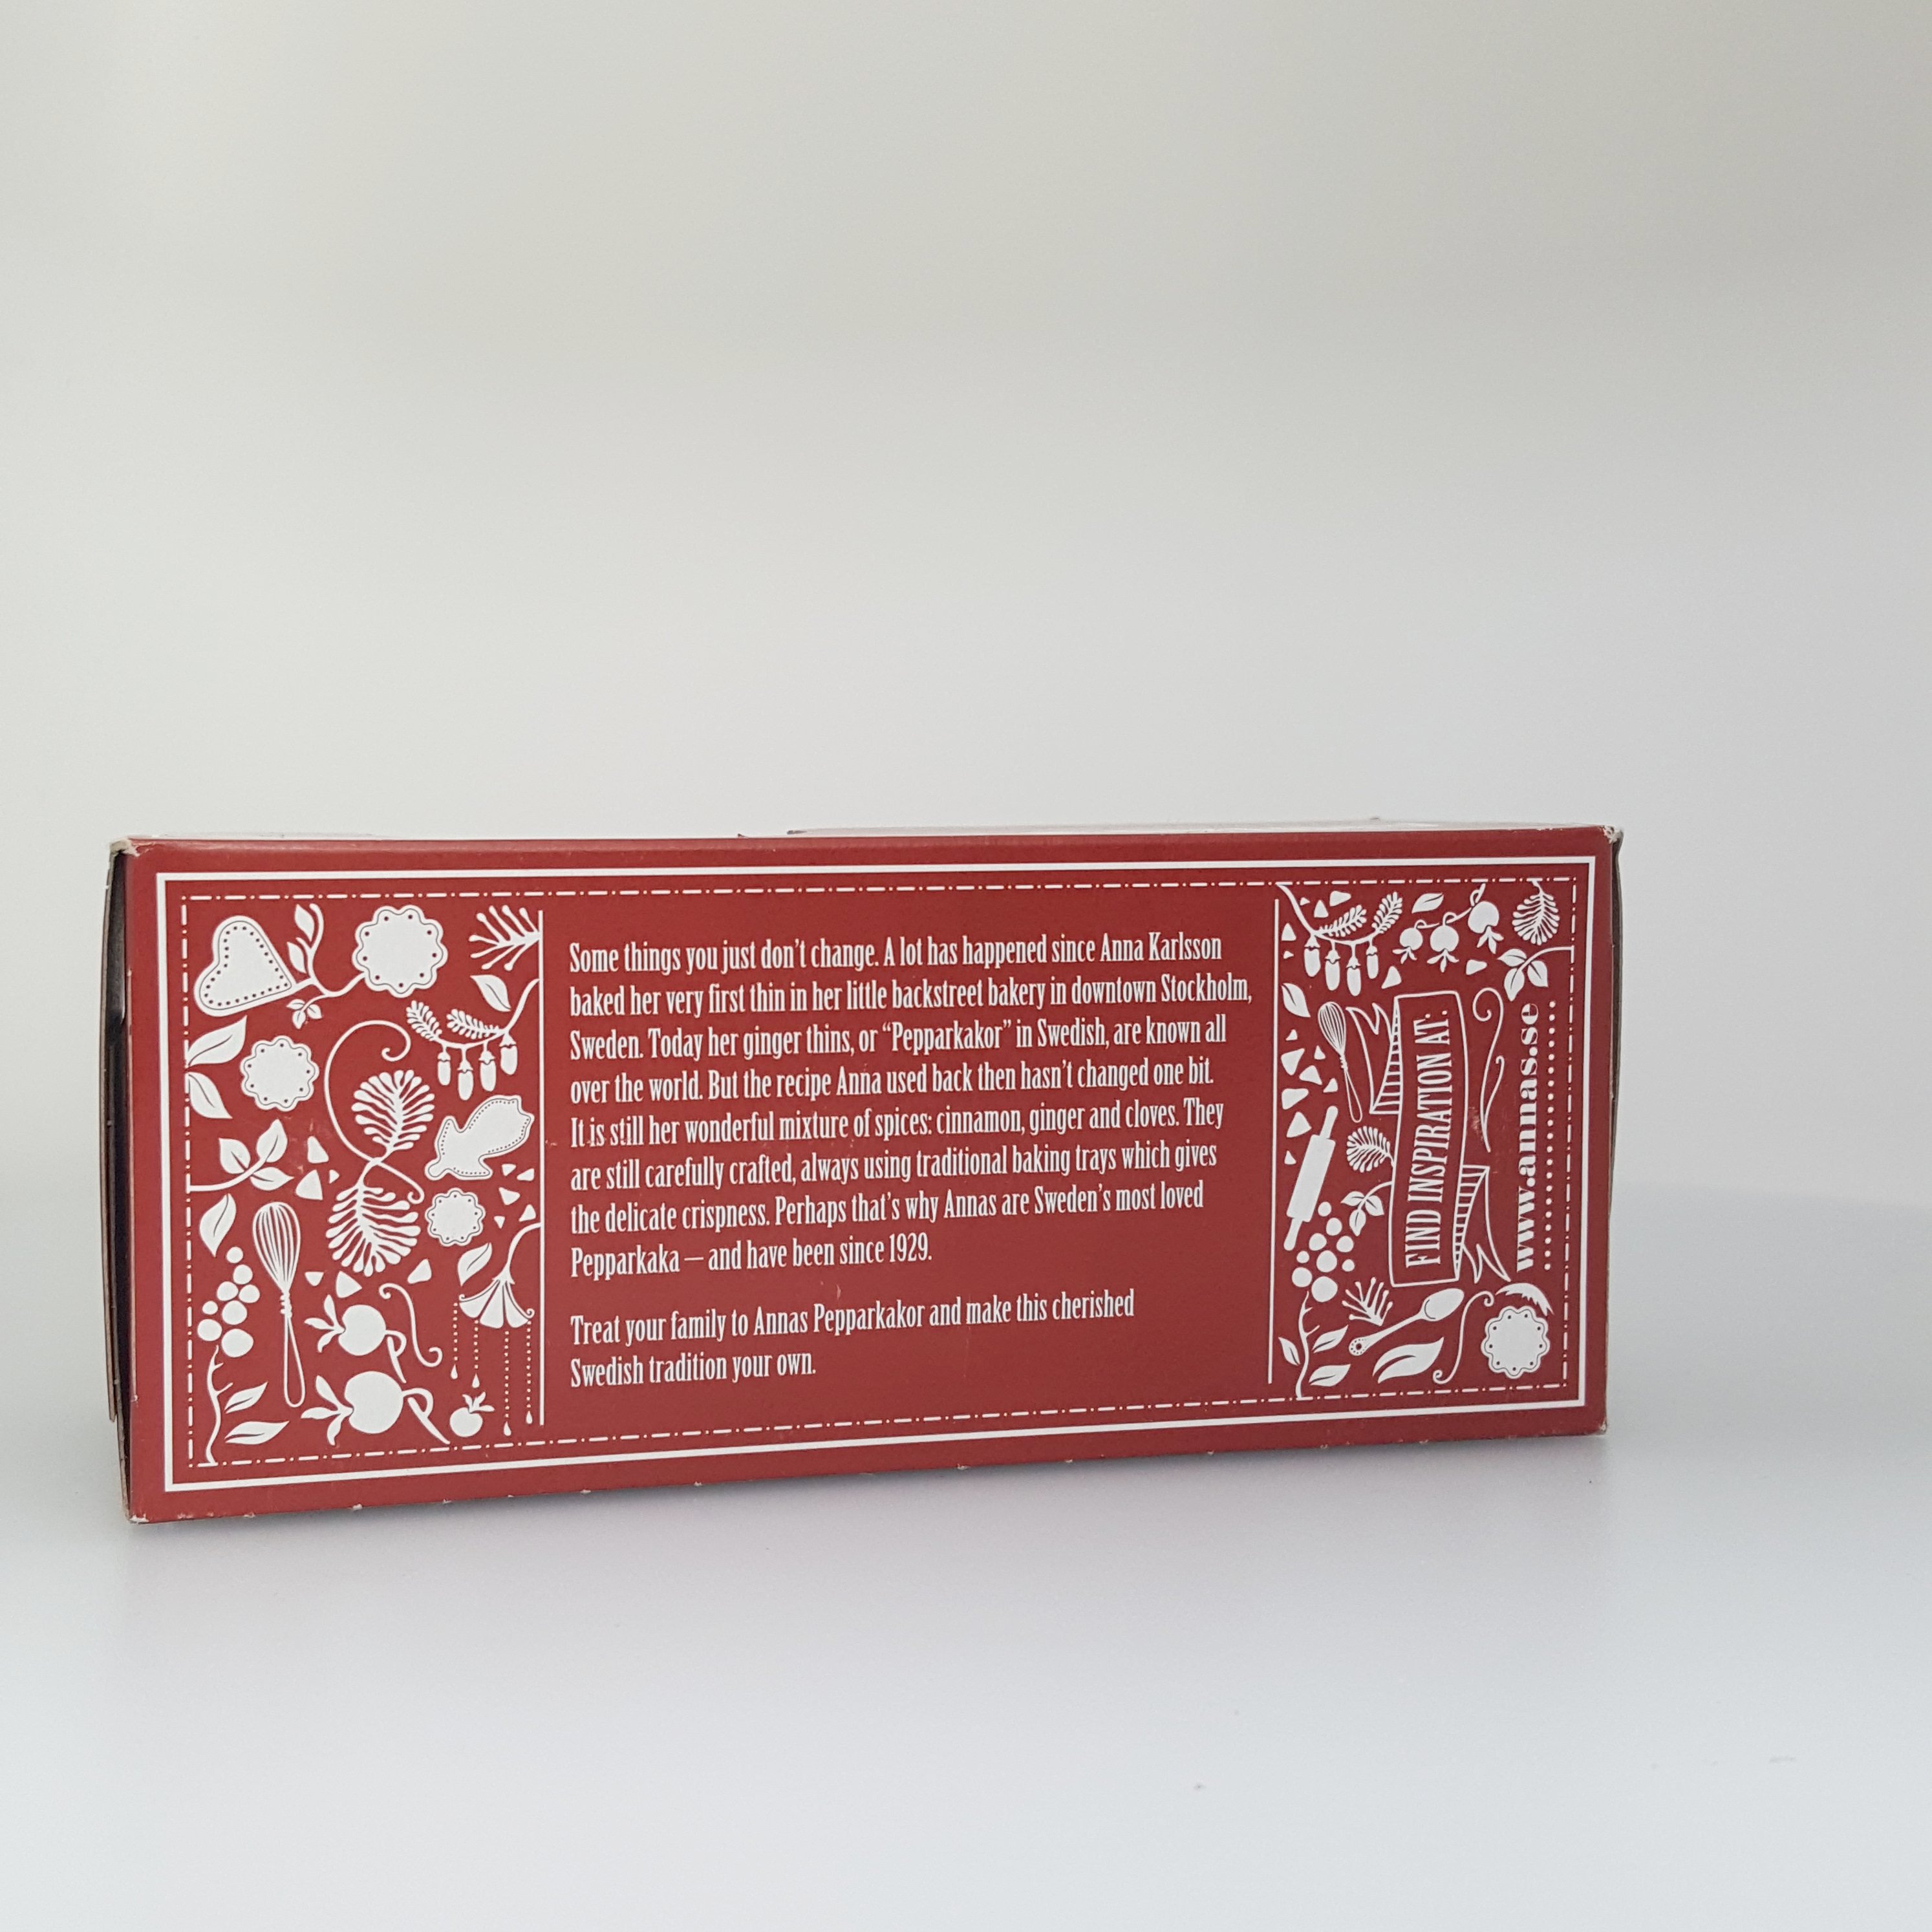 Some things you just don't change. A lot has happened since Anna Karlsson
baked her very first thin in her little backstreet bakery in downtown Stockholm,
Sweden. Today her ginger thins, or “Pepparkakor” in Swedish, are known all
over the world. But the recipe Anna used back then hasn't changed one bit.
It is still her wonderful mixture of spices: cinnamon, ginger and cloves. They
are still carefully crafted, always using traditional baking trays which gives
the delicate crispness. Perhaps that's why Annas are Sweden's most loved
Pepparkaka – and have been since 1929.
Treat your family to Annas Pepparkakor and make this cherished
Swedish tradition your own.
FIND INSPIRATION AT:
www.annas.se